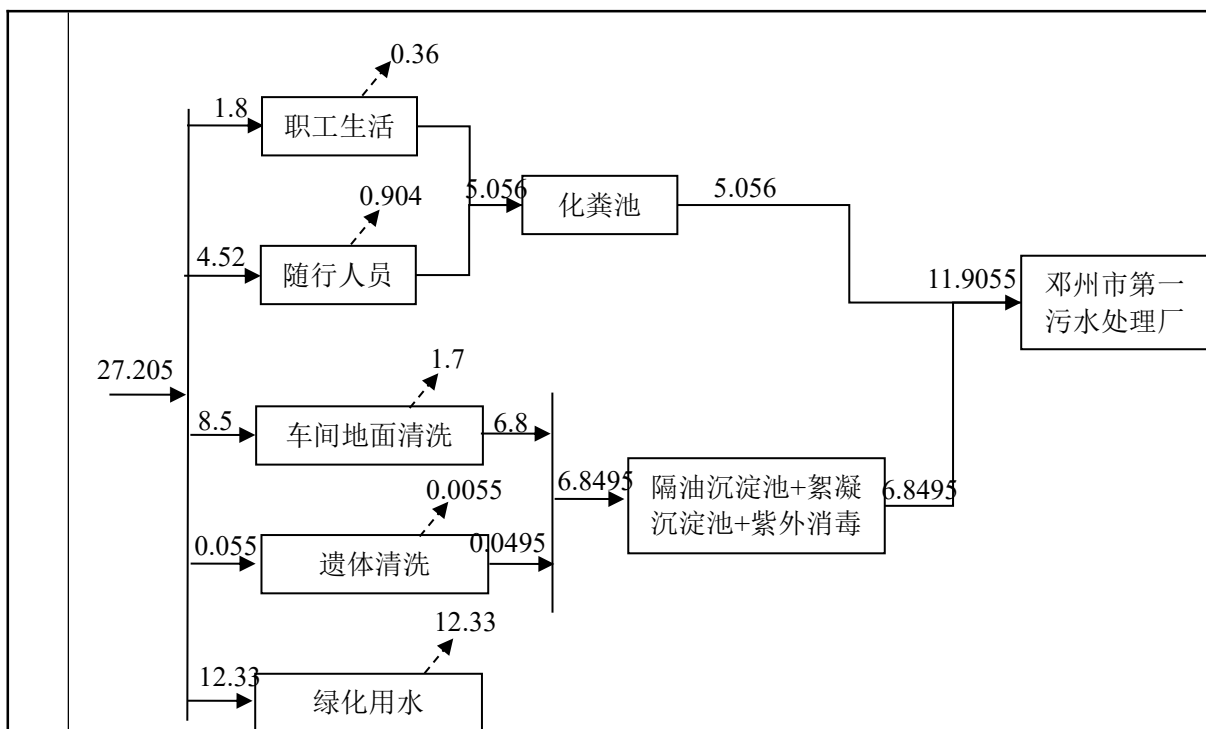 0.36
1.8
职工生活
0.904
5.056
化粪池
5.056
4.52
随行人员
11.9055
邓州市第一
污水处理厂
27.205
1.7
8.5
车间地面清洗
6.8
0.0055
6.8495
隔油沉淀池+絮凝
沉淀池+紫外消毒
6.8495
0.055
遗体清洗
0.0495
12.33
12.33
绿化用水